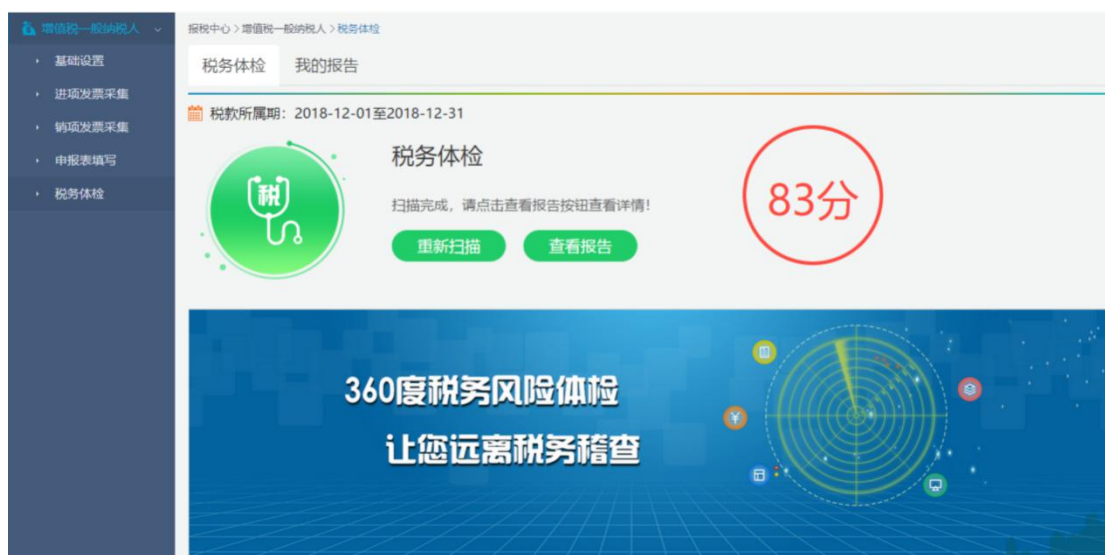 增值税一般纳税人
基础设置
进项发票采集
销项发票采集
申报表填写
税务体检
报税中心 > 增值税一般纳税人 > 税务体检
税务体检
我的报告
税款所属期：2018-12-01至2018-12-31
税
税务体检
扫描完成，请点击查看报告按钮查看详情！
重新扫描
查看报告
83分
360度税务风险体检
让您远离税务稽查
¥